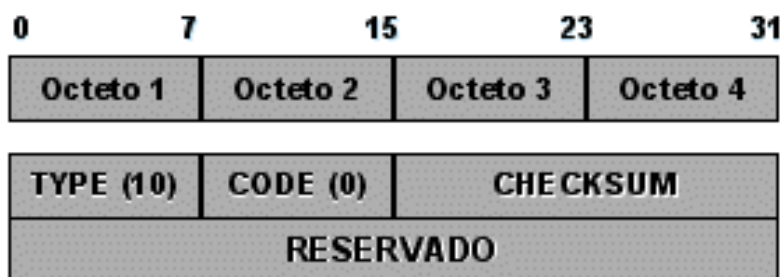 0 7 15 23 31
Octeto 1 Octeto 2 Octeto 3 Octeto 4
TYPE (10) CODE (0) CHECKSUM
RESERVADO